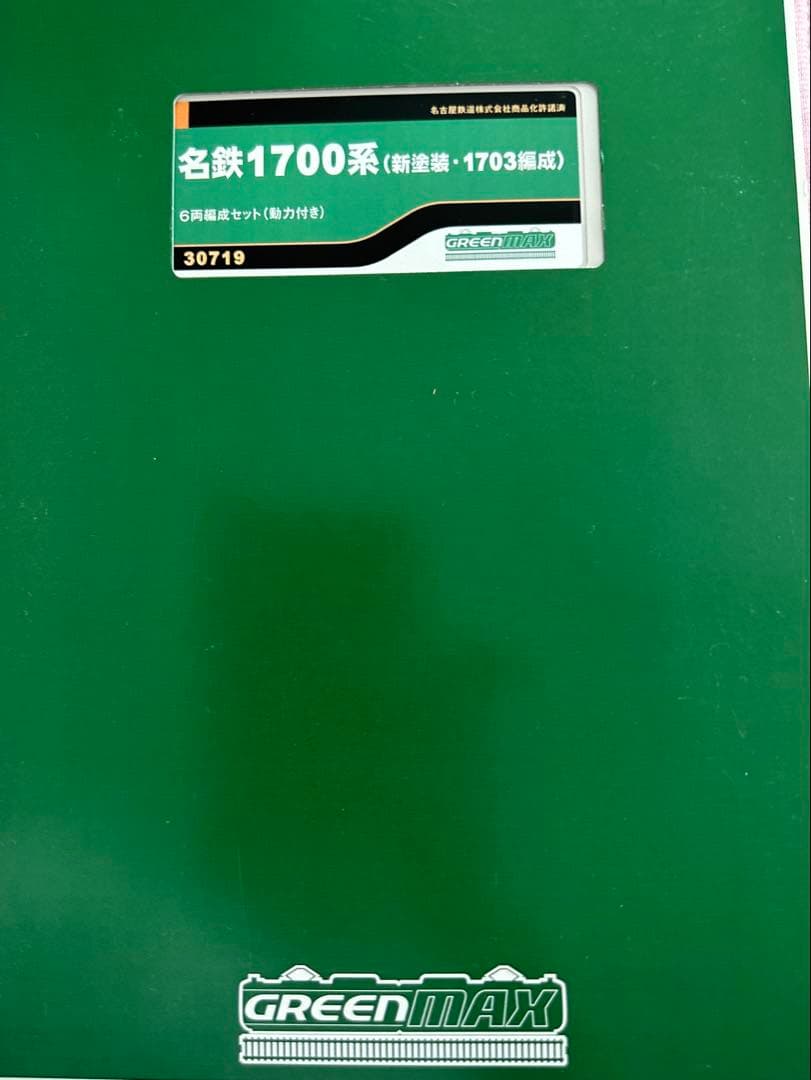 名古屋鉄道株式会社商品化許諾済
名鉄1700系(新塗装・1703編成)
6両編成セット(動力付き)
GREENMAX
30719
GREENMAX